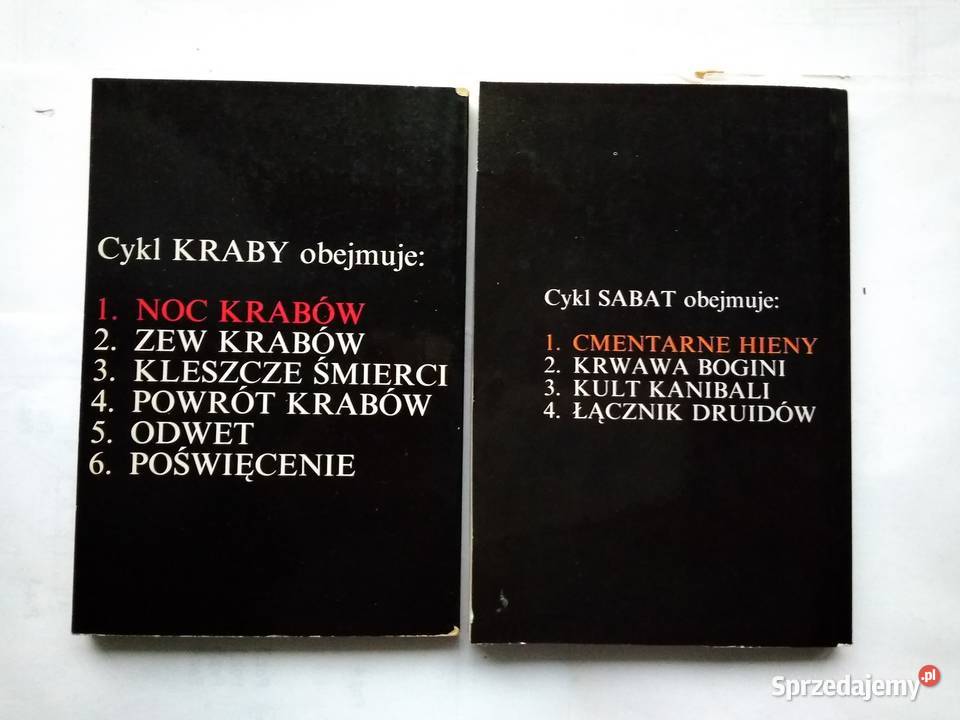 Cykl KRABY obejmuje:
1. NOC KRABÓW
2. ZEW KRABÓW
3. KLESZCZE ŚMIERCI
4. POWRÓT KRABÓW
5. ODWET
6. POŚWIĘCENIE
Cykl SABAT obejmuje:
1. CMENTARNE HIENY
2. KRWAWA BOGINI
3. KULT KANIBALI
4. ŁĄCZNIK DRUIDÓW
Sprzedajemy.pl